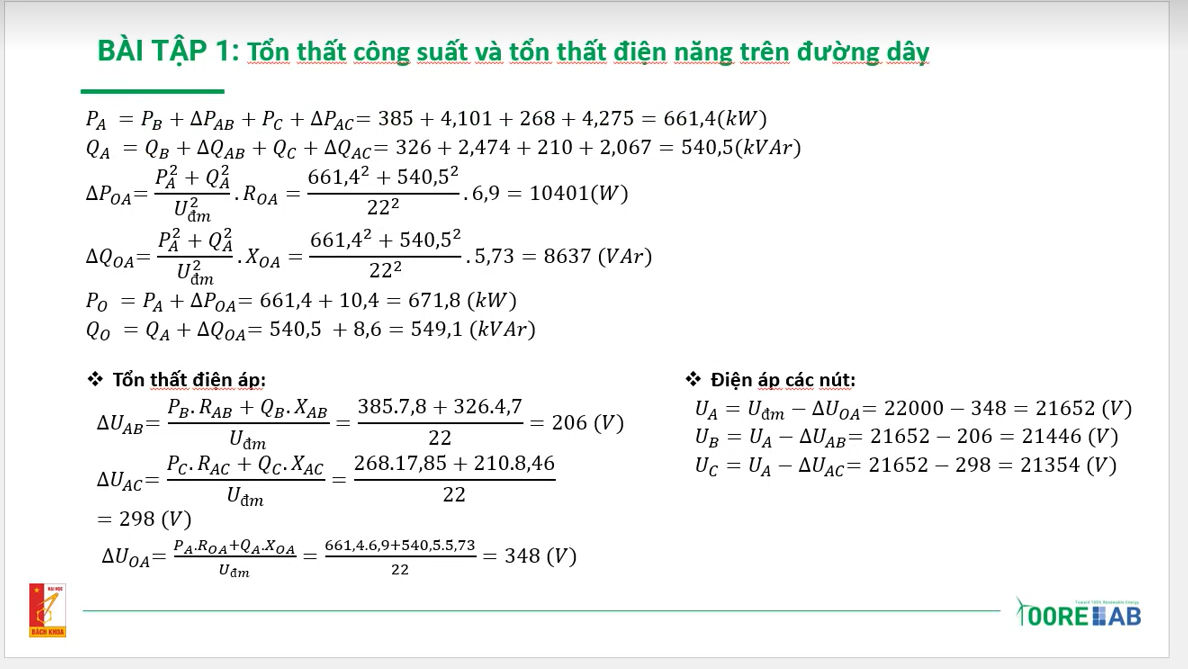 BÀI TẬP 1: Tổn thất công suất và tổn thất điện năng trên đường dây
P_A = P_B + ΔP_AB + P_C + ΔP_AC = 385 + 4,101 + 268 + 4,275 = 661,4(kW)
Q_A = Q_B + ΔQ_AB + Q_C + ΔQ_AC = 326 + 2,474 + 210 + 2,067 = 540,5(kVAr)
ΔP_OA = (P_A² + Q_A²)/U_đm² . R_OA = (661,4² + 540,5²)/22² . 6,9 = 10401(W)
ΔQ_OA = (P_A² + Q_A²)/U_đm² . X_OA = (661,4² + 540,5²)/22² . 5,73 = 8637 (VAr)
P_O = P_A + ΔP_OA = 661,4 + 10,4 = 671,8 (kW)
Q_O = Q_A + ΔQ_OA = 540,5 + 8,6 = 549,1 (kVAr)
❖ Tổn thất điện áp:
ΔU_AB = (P_B. R_AB + Q_B. X_AB)/U_đm = (385.7,8 + 326.4,7)/22 = 206 (V)
ΔU_AC = (P_C. R_AC + Q_C. X_AC)/U_đm = (268.17,85 + 210.8,46)/22
= 298 (V)
ΔU_OA = (P_A.R_OA+Q_A.X_OA)/U_đm = (661,4.6,9+540,5.5,73)/22 = 348 (V)
❖ Điện áp các nút:
U_A = U_đm − ΔU_OA = 22000 − 348 = 21652 (V)
U_B = U_A − ΔU_AB = 21652 − 206 = 21446 (V)
U_C = U_A − ΔU_AC = 21652 − 298 = 21354 (V)
ĐẠI HỌC
BÁCH KHOA
Toward 100% Renewable Energy
TOORELAB